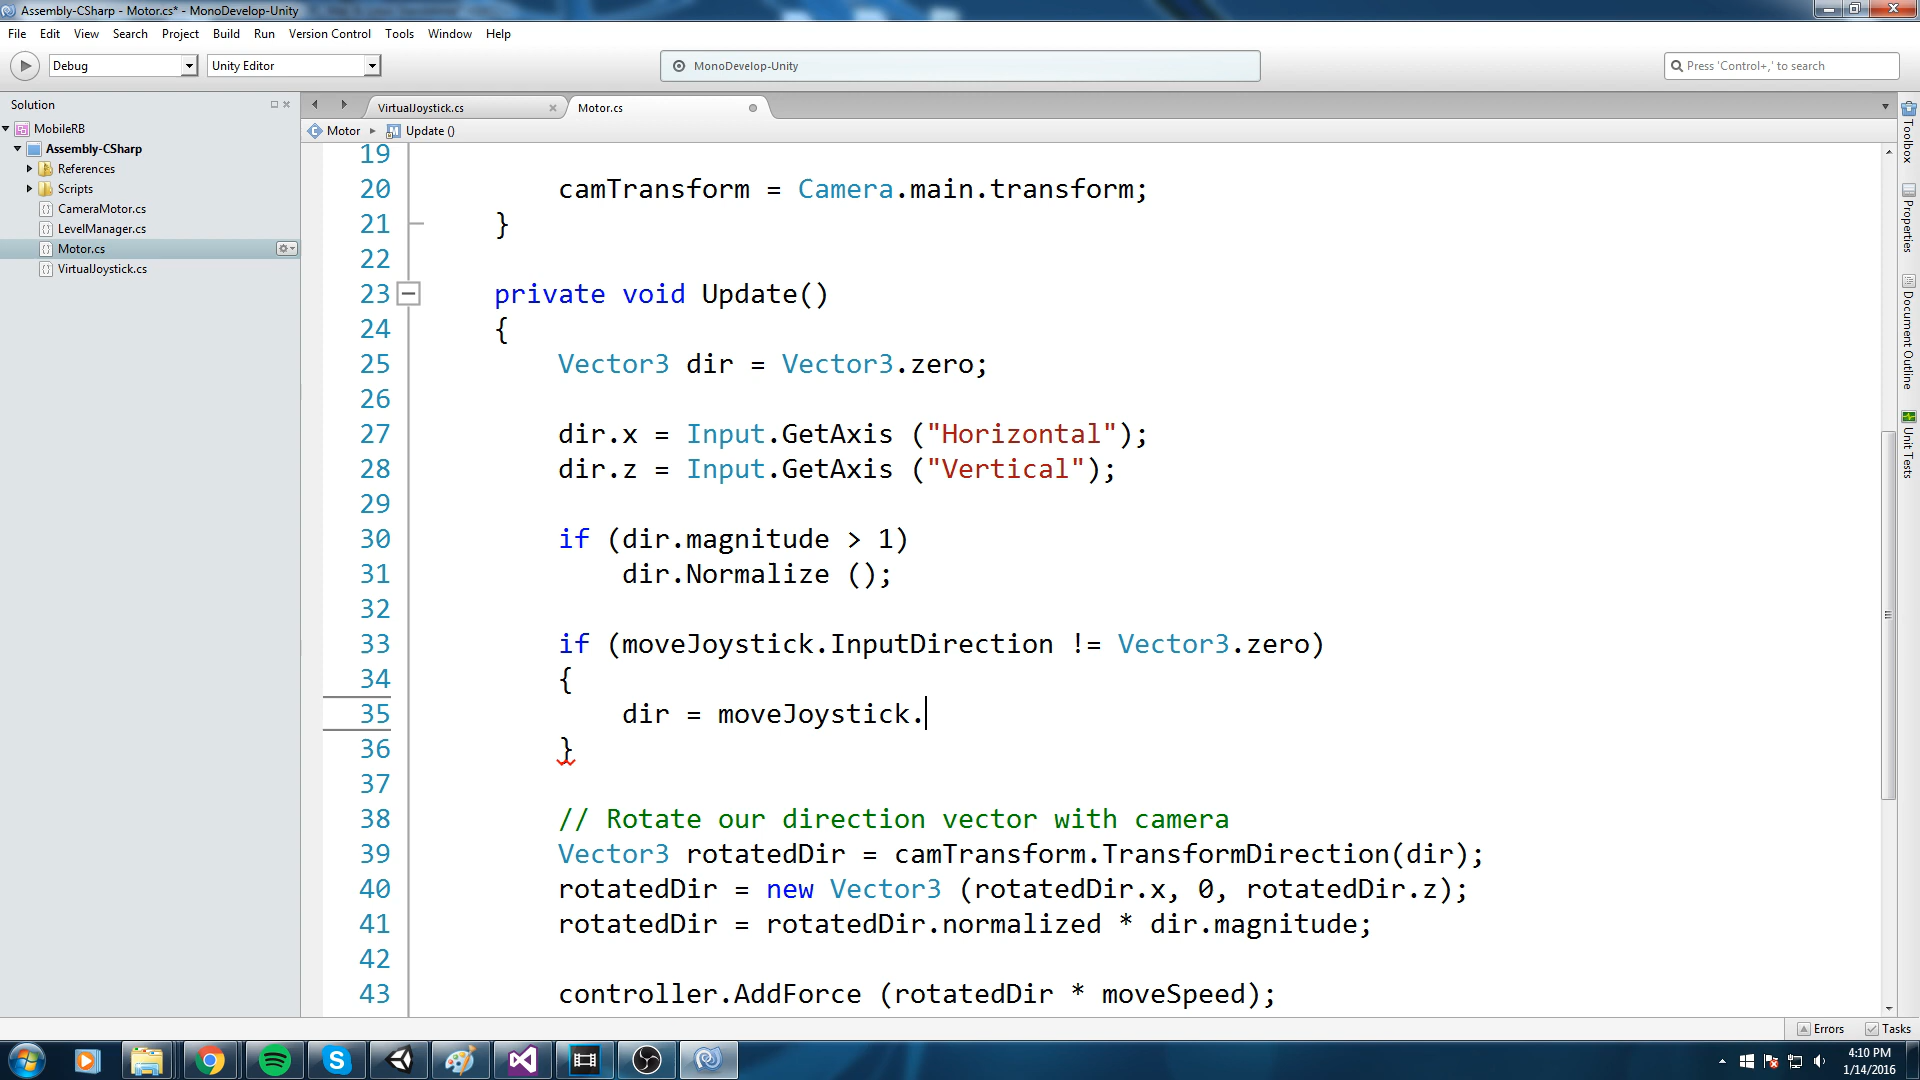 Assembly-CSharp - Motor.cs* - MonoDevelop-Unity
File Edit View Search Project Build Run Version Control Tools Window Help
Debug Unity Editor MonoDevelop-Unity Press 'Control+,' to search
Solution
MobileRB
Assembly-CSharp
References
Scripts
CameraMotor.cs
LevelManager.cs
Motor.cs
VirtualJoystick.cs
VirtualJoystick.cs Motor.cs
Motor Update ()
19
20 camTransform = Camera.main.transform;
21 }
22
23 private void Update()
24 {
25 Vector3 dir = Vector3.zero;
26
27 dir.x = Input.GetAxis ("Horizontal");
28 dir.z = Input.GetAxis ("Vertical");
29
30 if (dir.magnitude > 1)
31 dir.Normalize ();
32
33 if (moveJoystick.InputDirection != Vector3.zero)
34 {
35 dir = moveJoystick.
36 }
37
38 // Rotate our direction vector with camera
39 Vector3 rotatedDir = camTransform.TransformDirection(dir);
40 rotatedDir = new Vector3 (rotatedDir.x, 0, rotatedDir.z);
41 rotatedDir = rotatedDir.normalized * dir.magnitude;
42
43 controller.AddForce (rotatedDir * moveSpeed);
Toolbox
Properties
Document Outline
Unit Tests
Errors Tasks
4:10 PM
1/14/2016